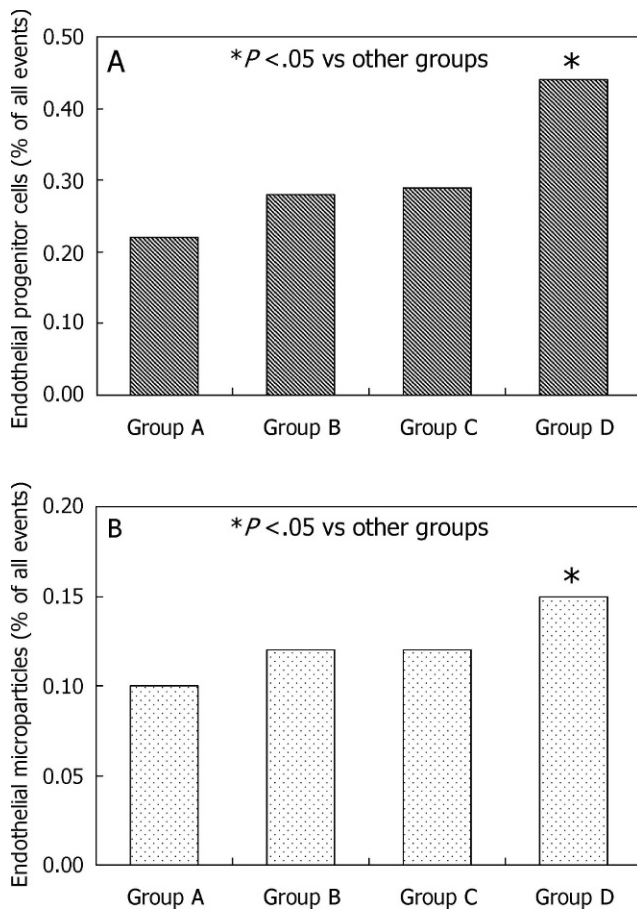 Endothelial progenitor cells (% of all events)
0.50
0.40
0.30
0.20
0.10
0.00
A
*P <.05 vs other groups
*
Group A Group B Group C Group D
Endothelial microparticles (% of all events)
0.20
0.15
0.10
0.05
0.00
B
*P <.05 vs other groups
*
Group A Group B Group C Group D